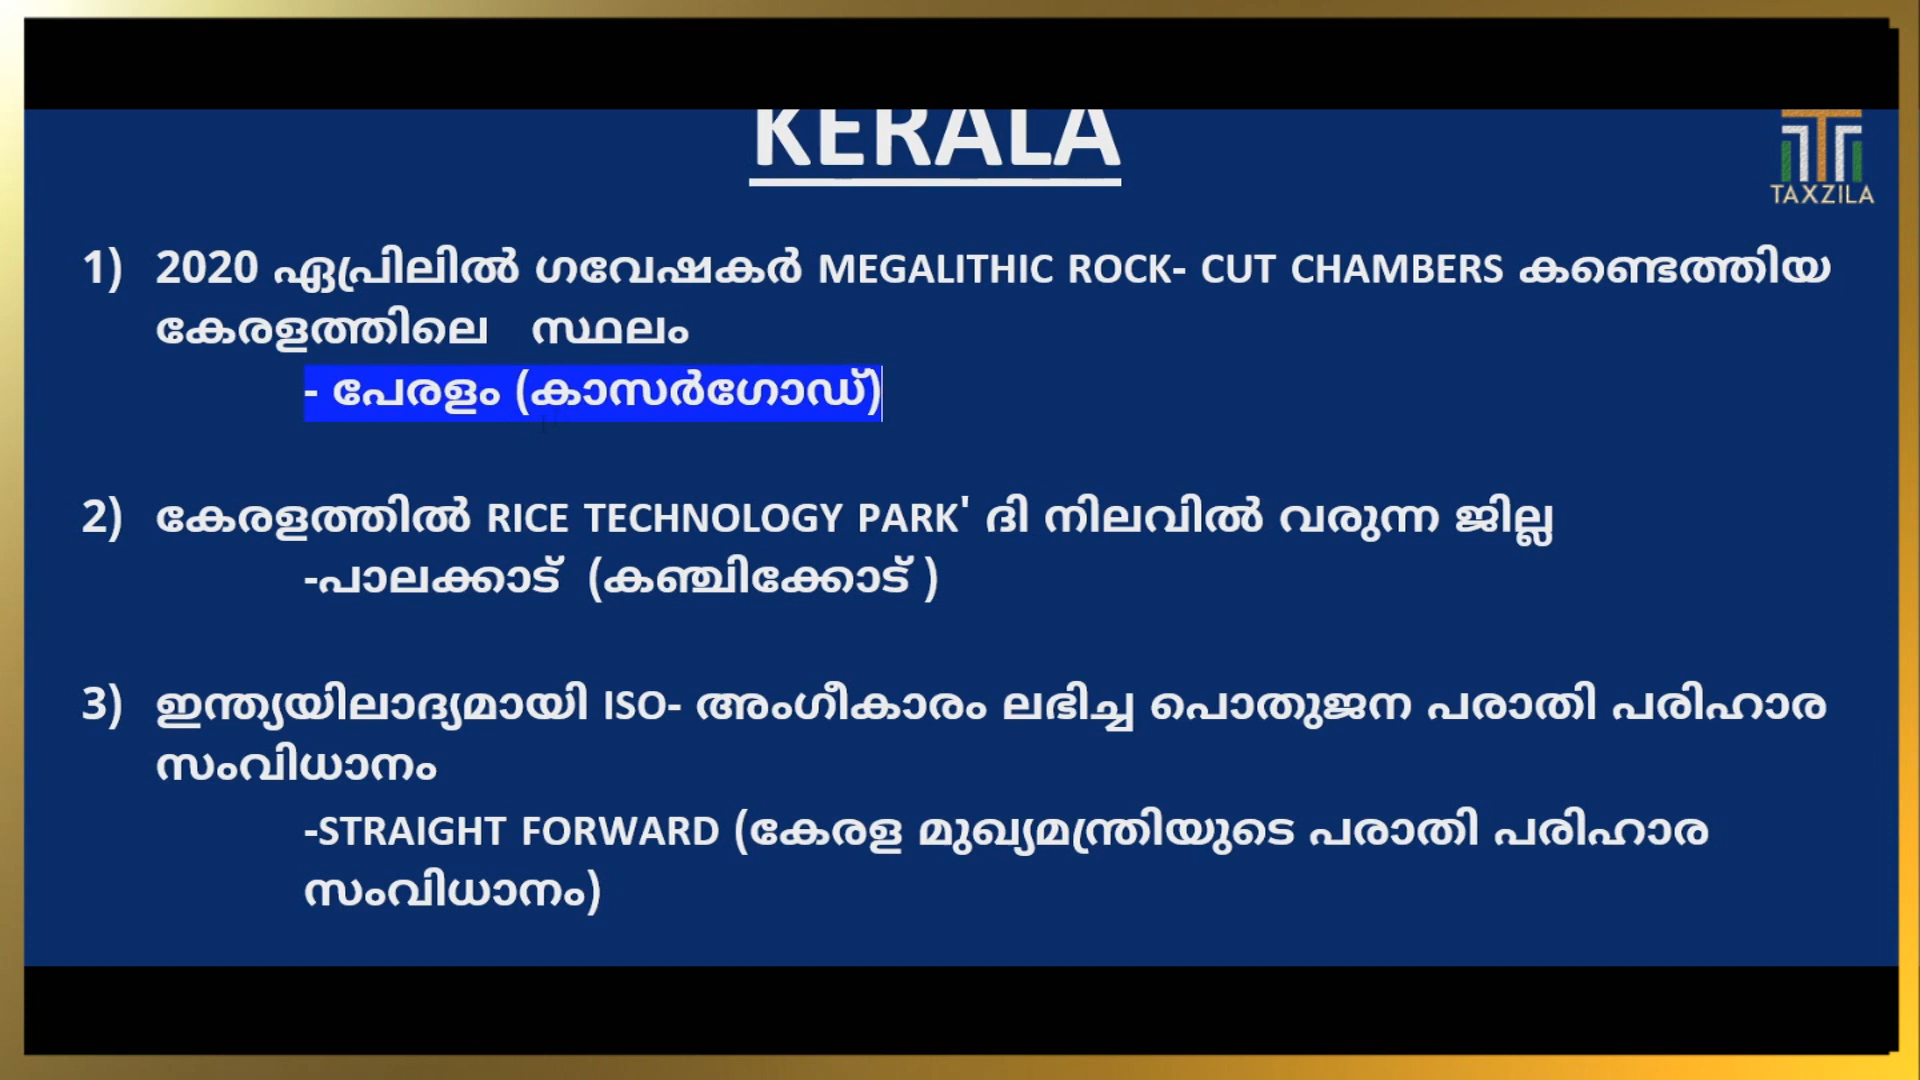 KERALA
TAXZILA
1) 2020 ഏപ്രിലിൽ ഗവേഷകർ MEGALITHIC ROCK- CUT CHAMBERS കണ്ടെത്തിയ
കേരളത്തിലെ സ്ഥലം
- പേരളം (കാസർഗോഡ്)
2) കേരളത്തിൽ RICE TECHNOLOGY PARK' ദി നിലവിൽ വരുന്ന ജില്ല
-പാലക്കാട് (കഞ്ചിക്കോട് )
3) ഇന്ത്യയിലാദ്യമായി ISO- അംഗീകാരം ലഭിച്ച പൊതുജന പരാതി പരിഹാര
സംവിധാനം
-STRAIGHT FORWARD (കേരള മുഖ്യമന്ത്രിയുടെ പരാതി പരിഹാര
സംവിധാനം)